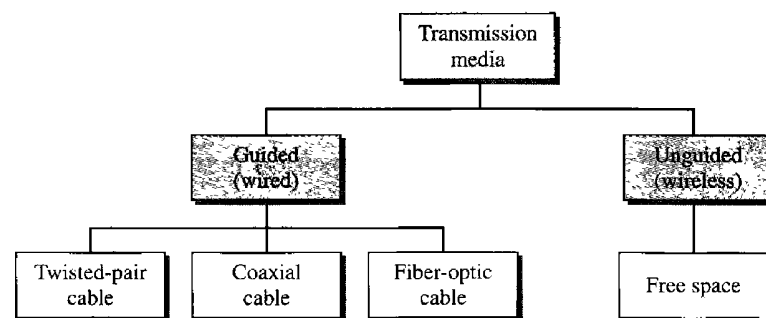 Transmission
media
Guided
(wired)
Unguided
(wireless)
Twisted-pair
cable
Coaxial
cable
Fiber-optic
cable
Free space